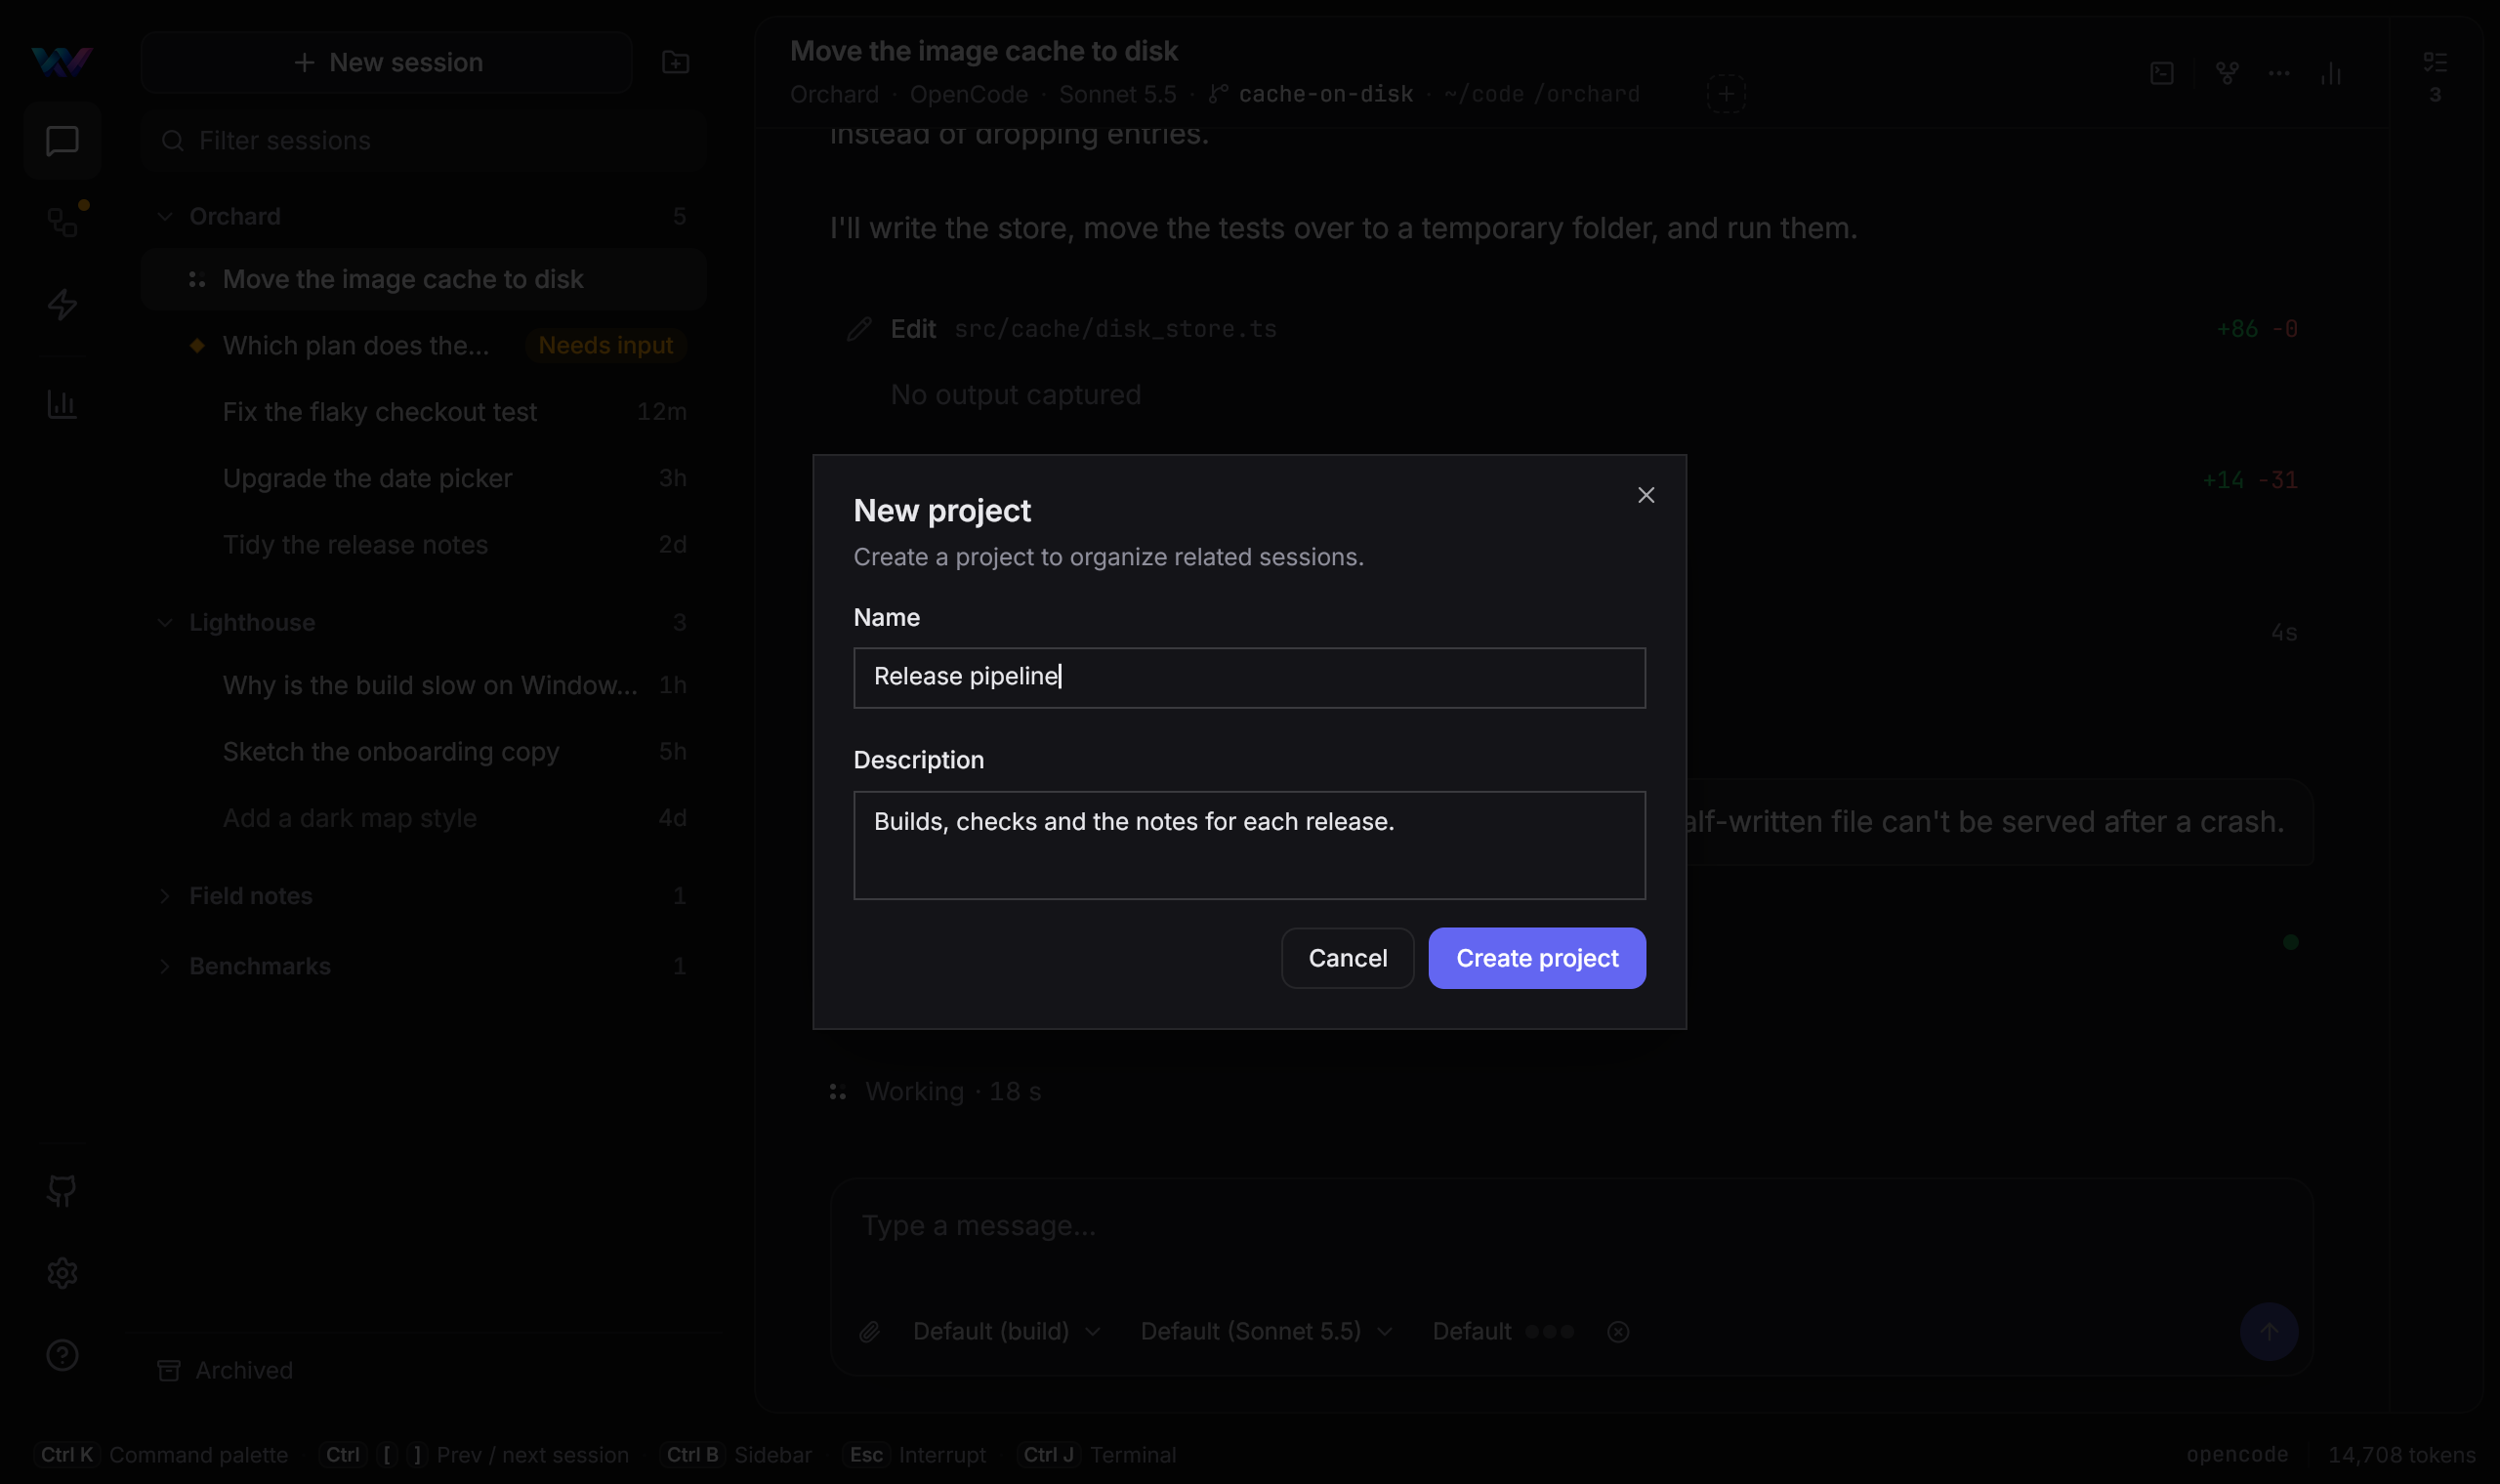 New session
Filter sessions
Orchard 5
Move the image cache to disk
Which plan does the... Needs input
Fix the flaky checkout test 12m
Upgrade the date picker 3h
Tidy the release notes 2d
Lighthouse 3
Why is the build slow on Window... 1h
Sketch the onboarding copy 5h
Add a dark map style 4d
Field notes 1
Benchmarks 1
Archived
Move the image cache to disk
Orchard · OpenCode · Sonnet 5.5 · cache-on-disk · ~/code /orchard
3
instead of dropping entries.
I'll write the store, move the tests over to a temporary folder, and run them.
Edit src/cache/disk_store.ts +86 -0
No output captured
+14 -31
4s
alf-written file can't be served after a crash.
New project
Create a project to organize related sessions.
Name
Release pipeline
Description
Builds, checks and the notes for each release.
Cancel Create project
Working · 18 s
Type a message...
Default (build) Default (Sonnet 5.5) Default
Ctrl K Command palette Ctrl [ ] Prev / next session Ctrl B Sidebar Esc Interrupt Ctrl J Terminal
opencode 14,708 tokens